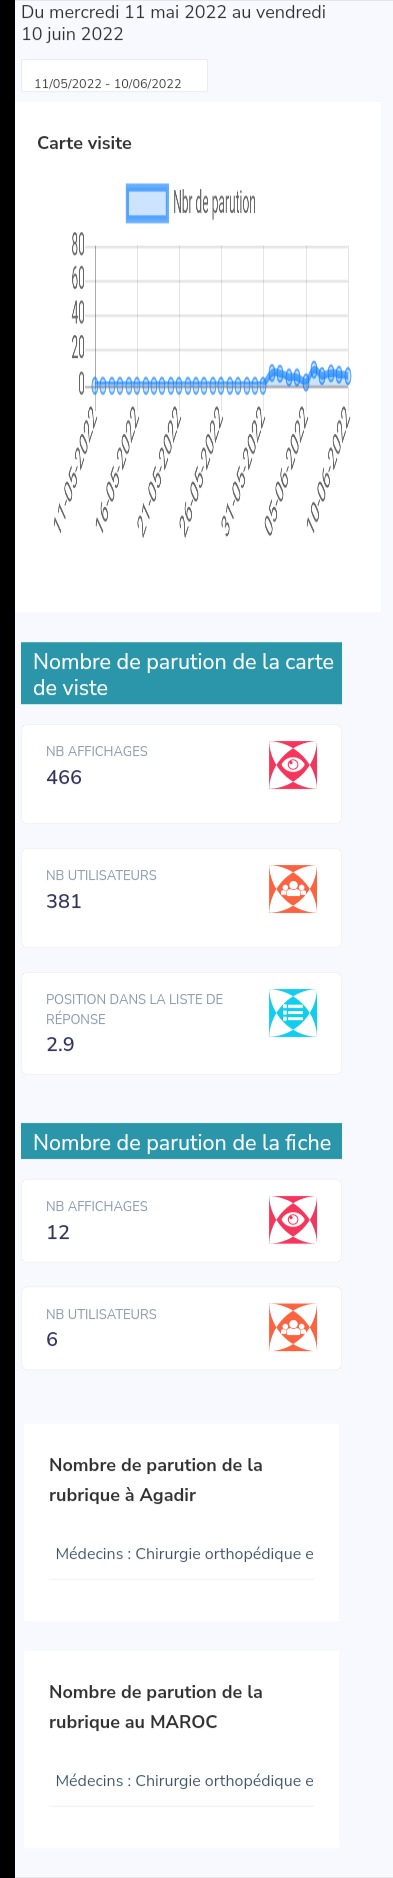 Du mercredi 11 mai 2022 au vendredi
10 juin 2022
11/05/2022 - 10/06/2022
Carte visite
Nbr de parution
80
60
40
20
0
11-05-2022
16-05-2022
21-05-2022
26-05-2022
31-05-2022
05-06-2022
10-06-2022
Nombre de parution de la carte
de viste
NB AFFICHAGES
466
NB UTILISATEURS
381
POSITION DANS LA LISTE DE
RÉPONSE
2.9
Nombre de parution de la fiche
NB AFFICHAGES
12
NB UTILISATEURS
6
Nombre de parution de la
rubrique à Agadir
Médecins : Chirurgie orthopédique e
Nombre de parution de la
rubrique au MAROC
Médecins : Chirurgie orthopédique e